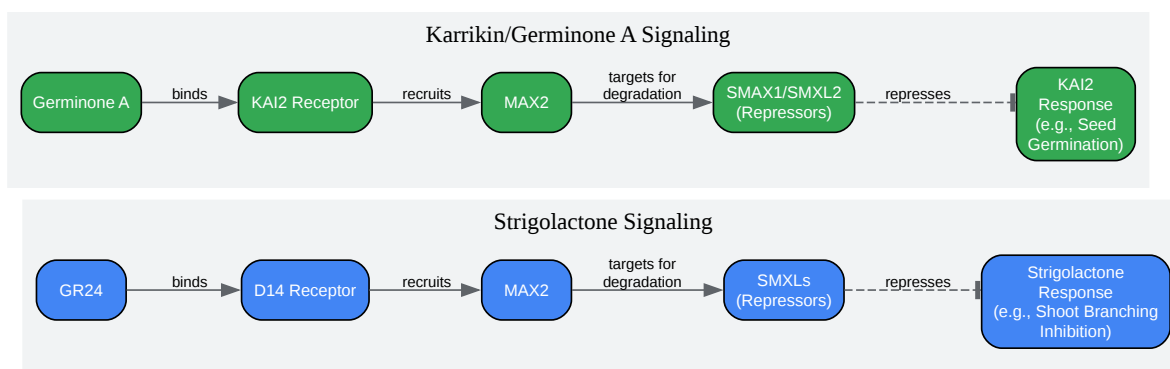 Karrikin/Germinone A Signaling
Germinone A
binds
KAI2 Receptor
recruits
MAX2
targets for
degradation
SMAX1/SMXL2
(Repressors)
represses
KAI2
Response
(e.g., Seed
Germination)
Strigolactone Signaling
GR24
binds
D14 Receptor
recruits
MAX2
targets for
degradation
SMXLs
(Repressors)
represses
Strigolactone
Response
(e.g., Shoot Branching
Inhibition)